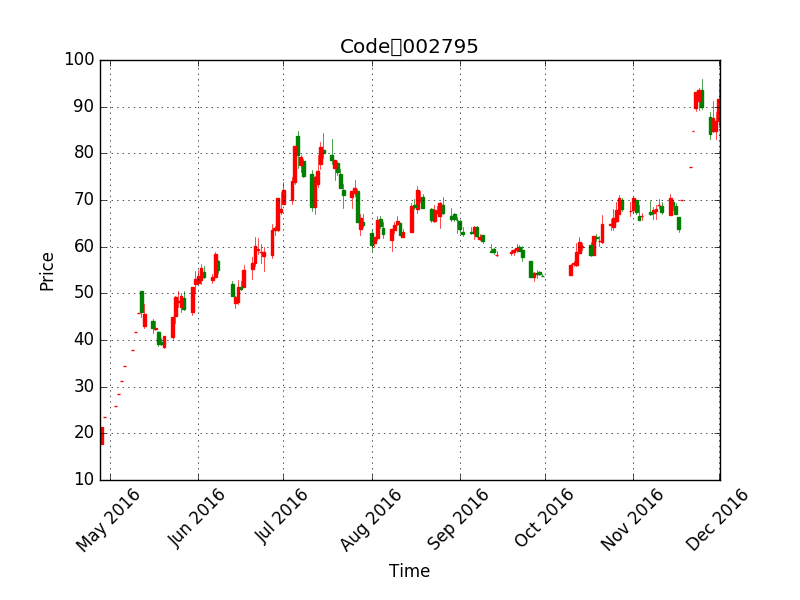 Code▯002795
100
90
80
70
60
50
40
30
20
10
Price
May 2016
Jun 2016
Jul 2016
Aug 2016
Sep 2016
Oct 2016
Nov 2016
Dec 2016
Time